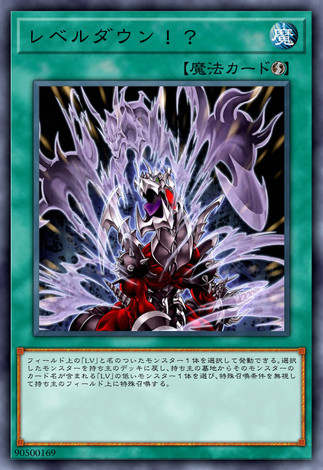 レベルダウン！？
魔
【魔法カード】
フィールド上の「LV」と名のついたモンスター１体を選択して発動できる。選択
したモンスターを持ち主のデッキに戻し、持ち主の墓地からそのモンスターの
カード名が含まれる「LV」の低いモンスター１体を選び、特殊召喚条件を無視し
て持ち主のフィールド上に特殊召喚する。
90500169